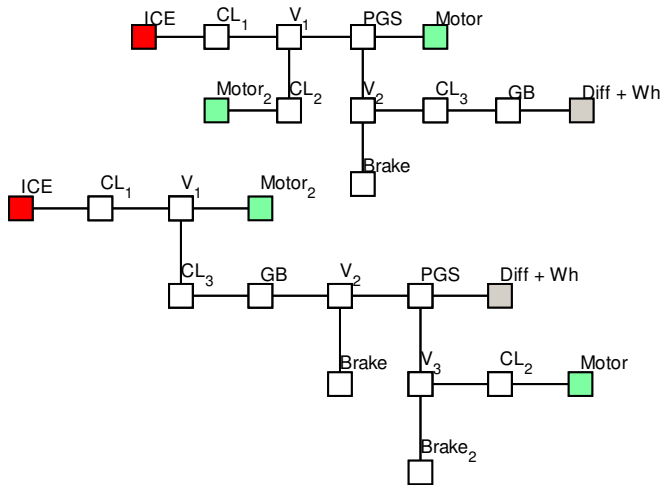 ICE CL₁ V₁ PGS Motor
Motor₂ CL₂ V₂ CL₃ GB Diff + Wh
Brake
ICE CL₁ V₁ Motor₂
CL₃ GB V₂ PGS Diff + Wh
Brake V₃ CL₂ Motor
Brake₂